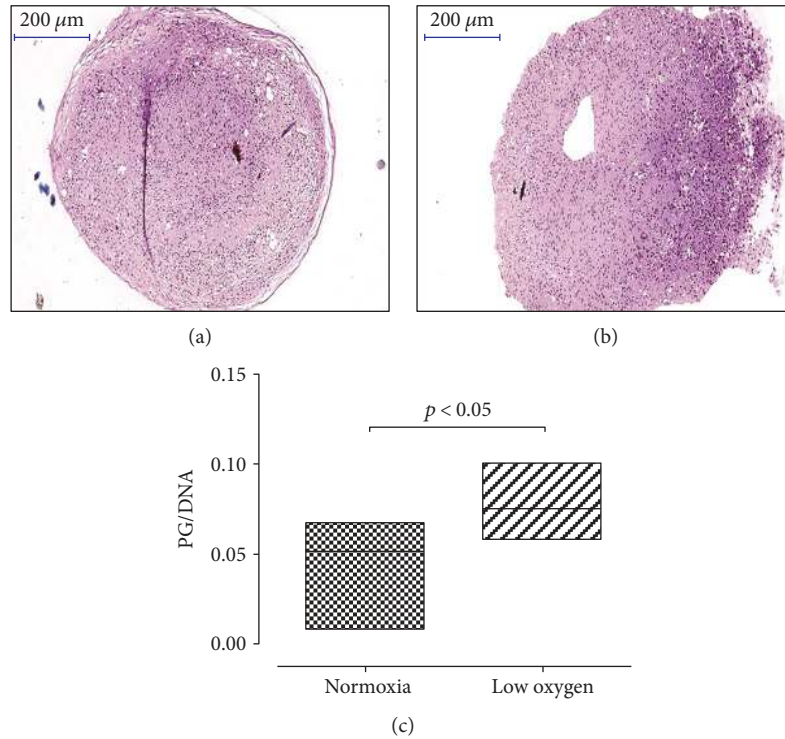 200 μm
200 μm
(a)
(b)
0.15
p < 0.05
0.10
PG/DNA
0.05
0.00
Normoxia
Low oxygen
(c)